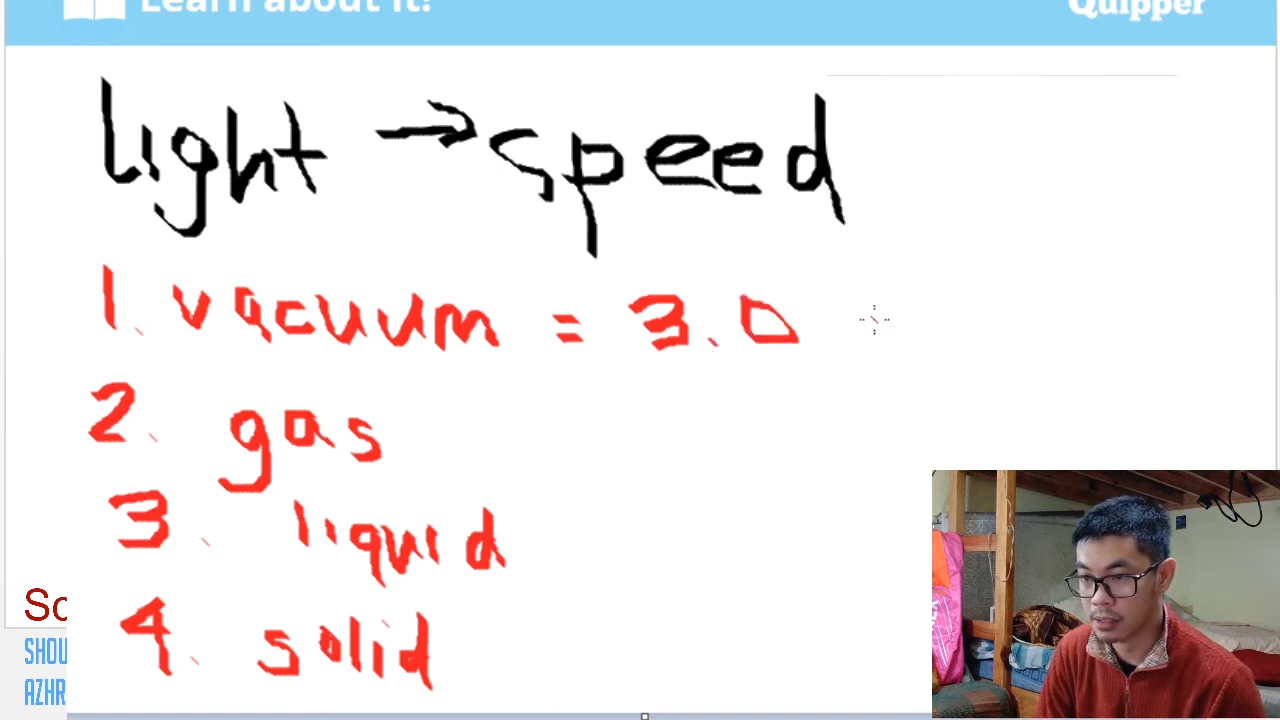 Learn about it!
Quipper
light → speed
1. vacuum = 3.0
2. gas
3. liquid
4. solid